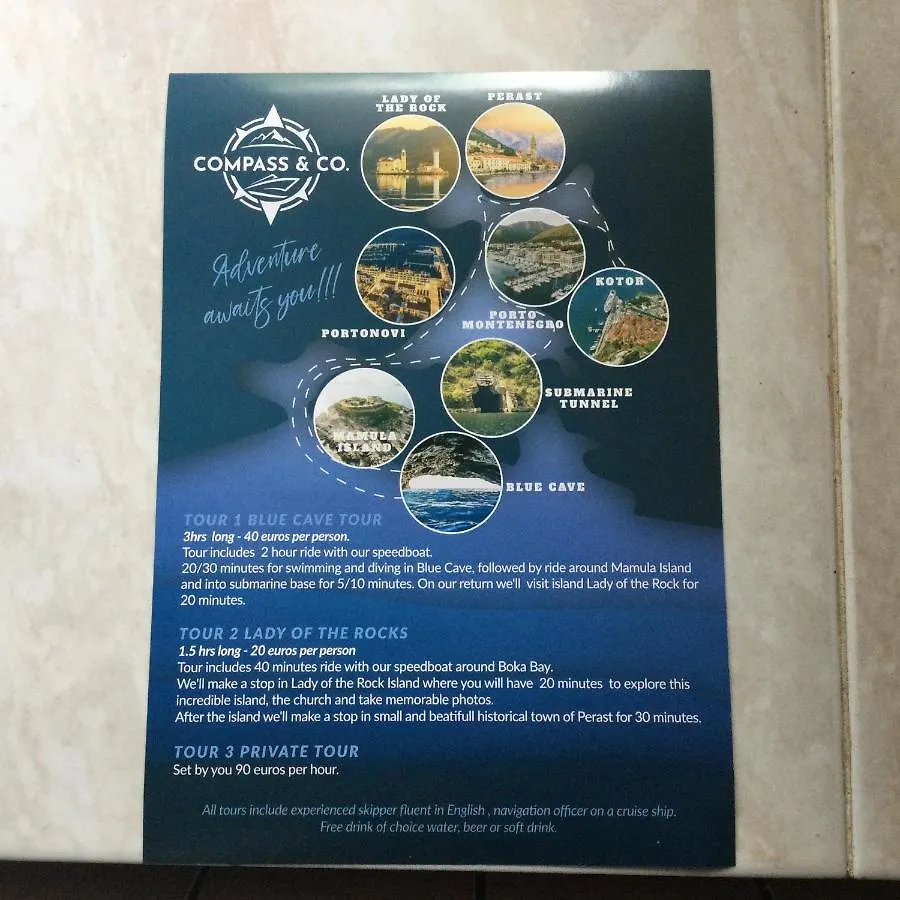 LADY OF
THE ROCK
PERAST
COMPASS & CO.
Adventure
awaits you!!!
KOTOR
PORTONOVI
PORTO
MONTENEGRO
SUBMARINE
TUNNEL
MAMULA
ISLAND
BLUE CAVE
TOUR 1 BLUE CAVE TOUR
3hrs long - 40 euros per person.
Tour includes 2 hour ride with our speedboat.
20/30 minutes for swimming and diving in Blue Cave, followed by ride around Mamula Island
and into submarine base for 5/10 minutes. On our return we'll visit island Lady of the Rock for
20 minutes.
TOUR 2 LADY OF THE ROCKS
1.5 hrs long - 20 euros per person
Tour includes 40 minutes ride with our speedboat around Boka Bay.
We'll make a stop in Lady of the Rock Island where you will have 20 minutes to explore this
incredible island, the church and take memorable photos.
After the island we'll make a stop in small and beatifull historical town of Perast for 30 minutes.
TOUR 3 PRIVATE TOUR
Set by you 90 euros per hour.
All tours include experienced skipper fluent in English , navigation officer on a cruise ship.
Free drink of choice water, beer or soft drink.